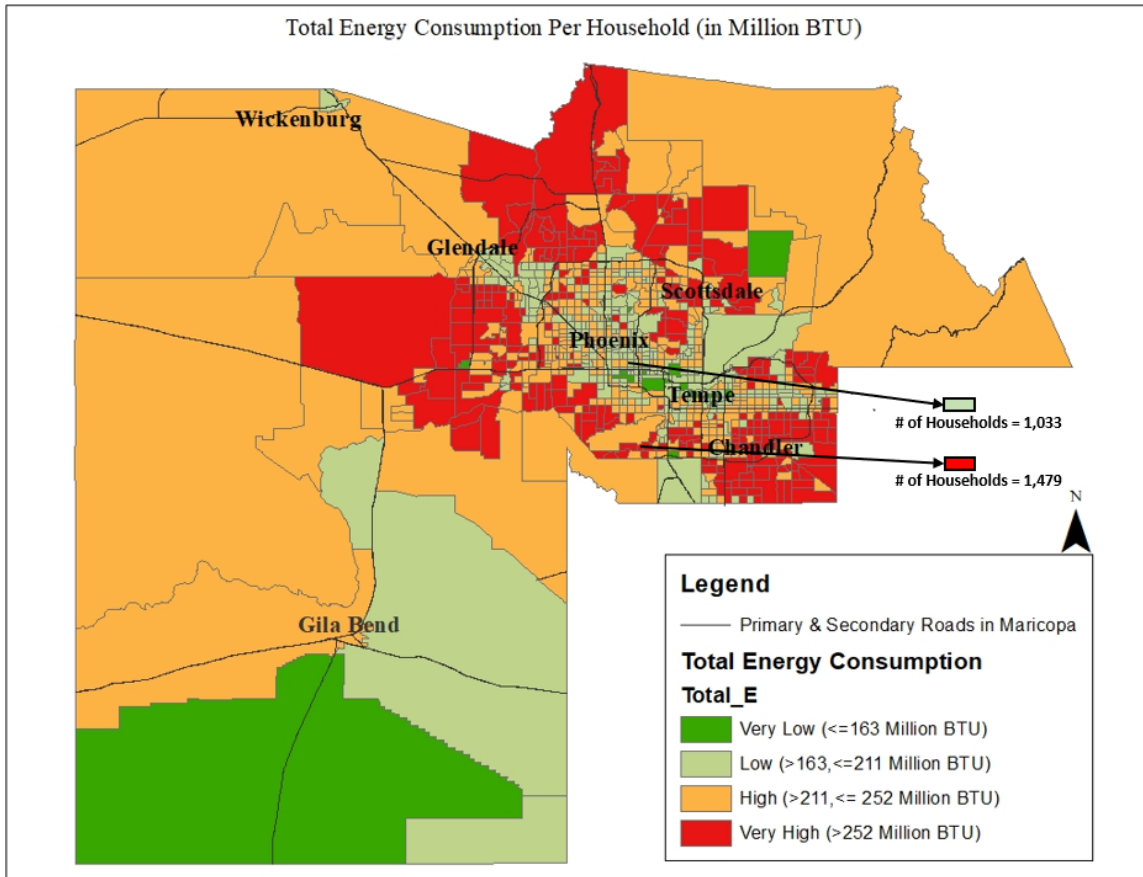 Total Energy Consumption Per Household (in Million BTU)
Wickenburg
Glendale
Scottsdale
Phoenix
Tempe
# of Households = 1,033
Chandler
# of Households = 1,479
N
Gila Bend
Legend
Primary & Secondary Roads in Maricopa
Total Energy Consumption
Total_E
Very Low (<=163 Million BTU)
Low (>163,<=211 Million BTU)
High (>211,<= 252 Million BTU)
Very High (>252 Million BTU)